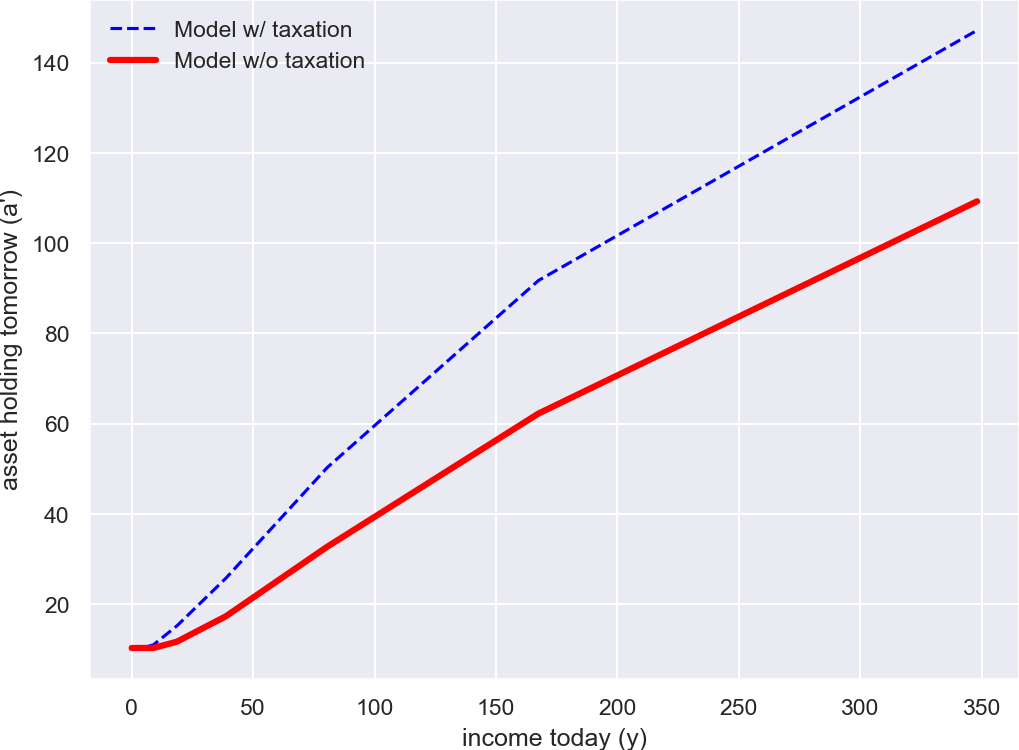 Model w/ taxation
Model w/o taxation
asset holding tomorrow (a')
140
120
100
80
60
40
20
0 50 100 150 200 250 300 350
income today (y)